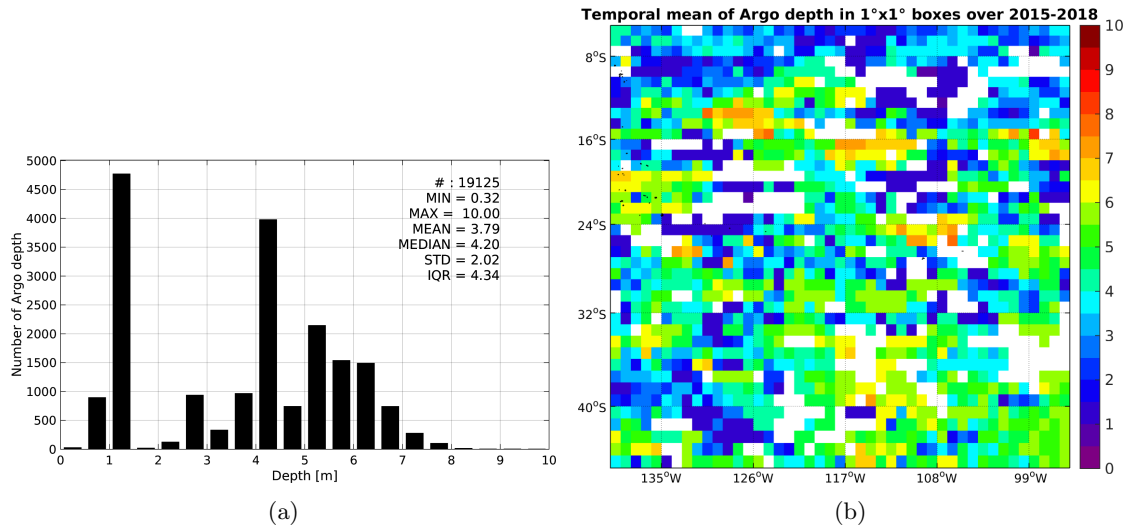 Temporal mean of Argo depth in 1°x1° boxes over 2015-2018
5000
4500
4000
3500
3000
2500
2000
1500
1000
500
0
Number of Argo depth
# : 19125
MIN = 0.32
MAX = 10.00
MEAN = 3.79
MEDIAN = 4.20
STD = 2.02
IQR = 4.34
0 1 2 3 4 5 6 7 8 9 10
Depth [m]
(a)
8°S
16°S
24°S
32°S
40°S
135°W 126°W 117°W 108°W 99°W
10
9
8
7
6
5
4
3
2
1
0
(b)